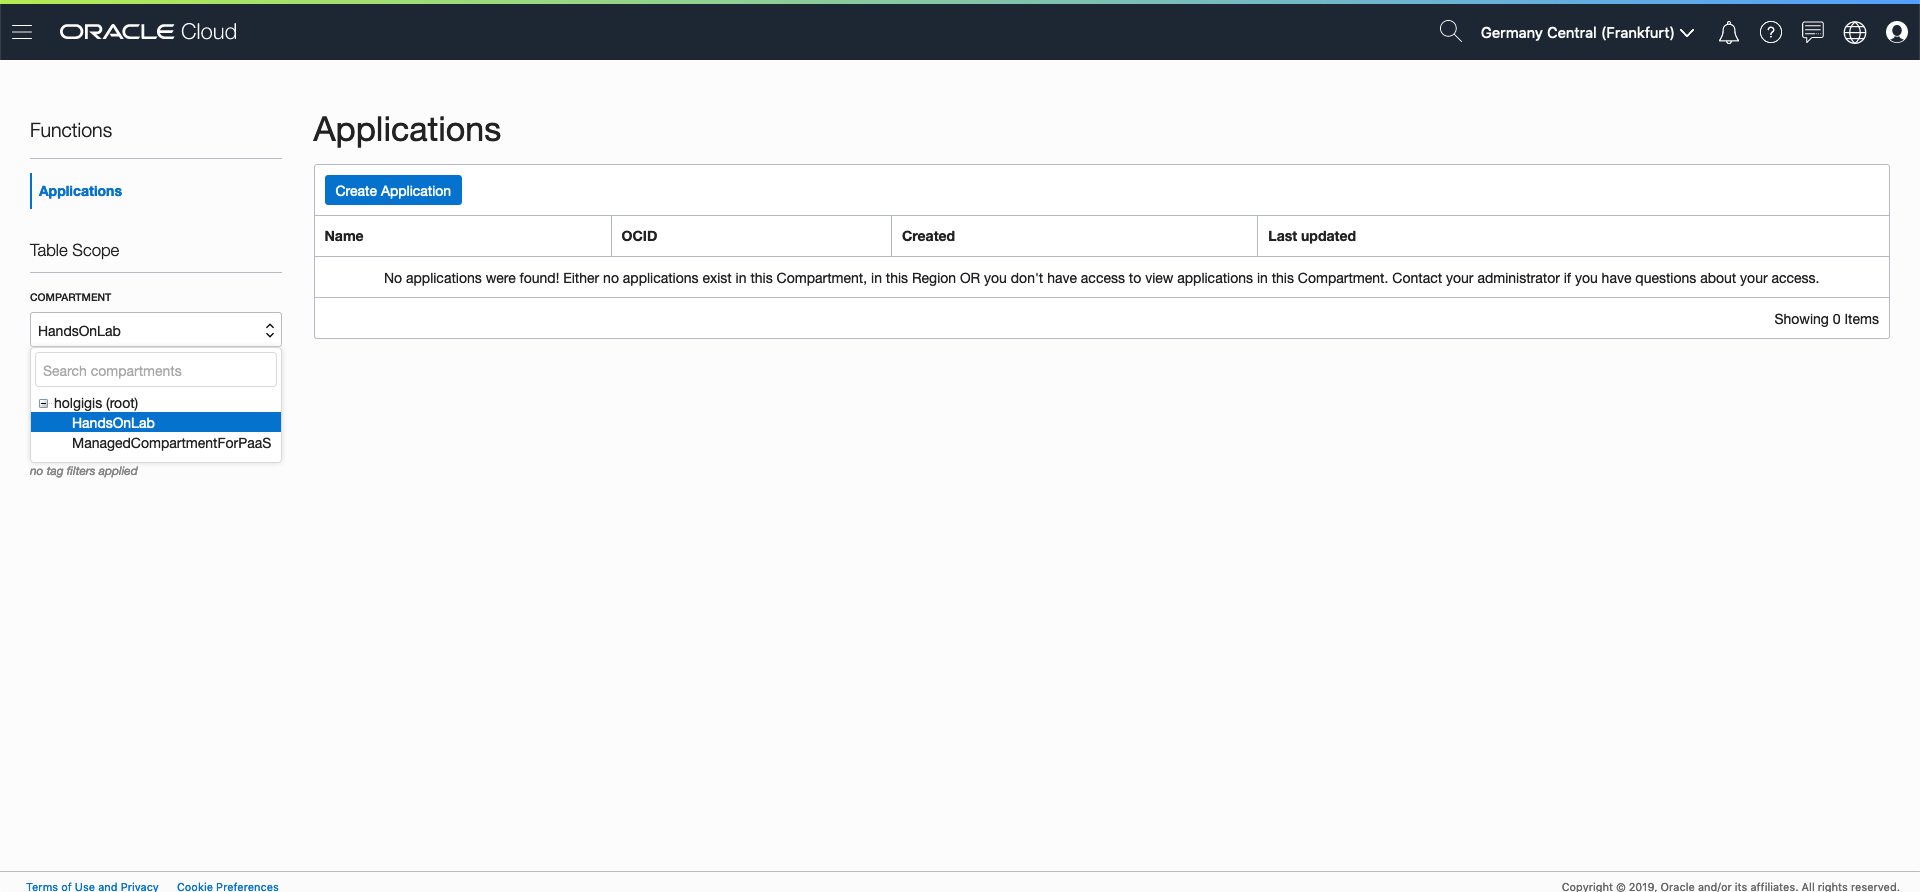 ORACLE Cloud
Germany Central (Frankfurt)
Functions
Applications
Table Scope
COMPARTMENT
HandsOnLab
Search compartments
holgigis (root)
HandsOnLab
ManagedCompartmentForPaaS
no tag filters applied
Applications
Create Application
Name OCID Created Last updated
No applications were found! Either no applications exist in this Compartment, in this Region OR you don't have access to view applications in this Compartment. Contact your administrator if you have questions about your access.
Showing 0 Items
Terms of Use and Privacy Cookie Preferences
Copyright © 2019, Oracle and/or its affiliates. All rights reserved.